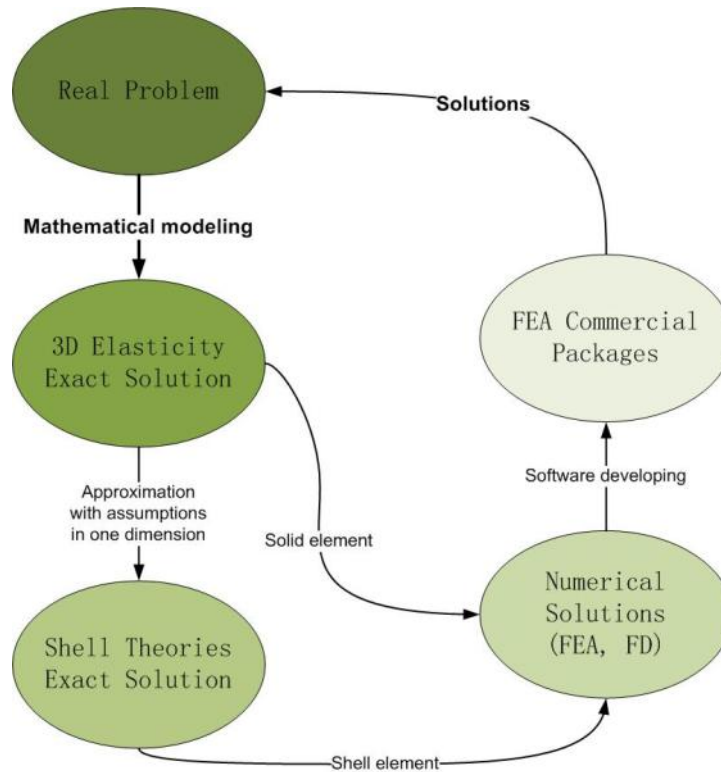 Real Problem
Solutions
Mathematical modeling
3D Elasticity
Exact Solution
FEA Commercial
Packages
Approximation
with assumptions
in one dimension
Solid element
Software developing
Shell Theories
Exact Solution
Numerical
Solutions
(FEA, FD)
Shell element